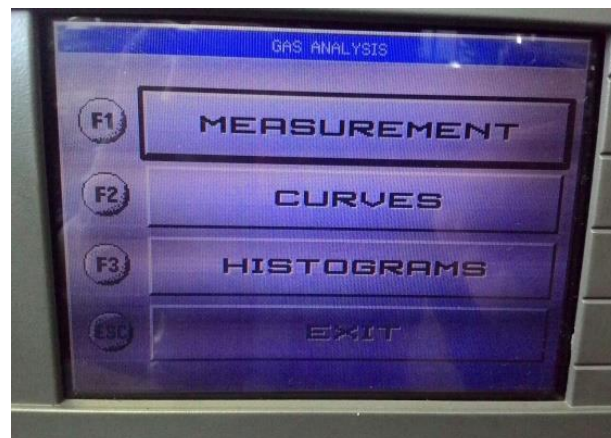 GAS ANALYSIS
F1 MEASUREMENT
F2 CURVES
F3 HISTOGRAMS
ESC EXIT